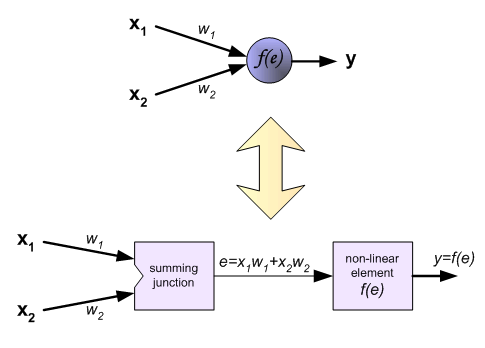 x₁
w₁
f(e)
y
w₂
x₂
x₁
w₁
summing
junction
e=x₁w₁+x₂w₂
non-linear
element
f(e)
y=f(e)
x₂
w₂